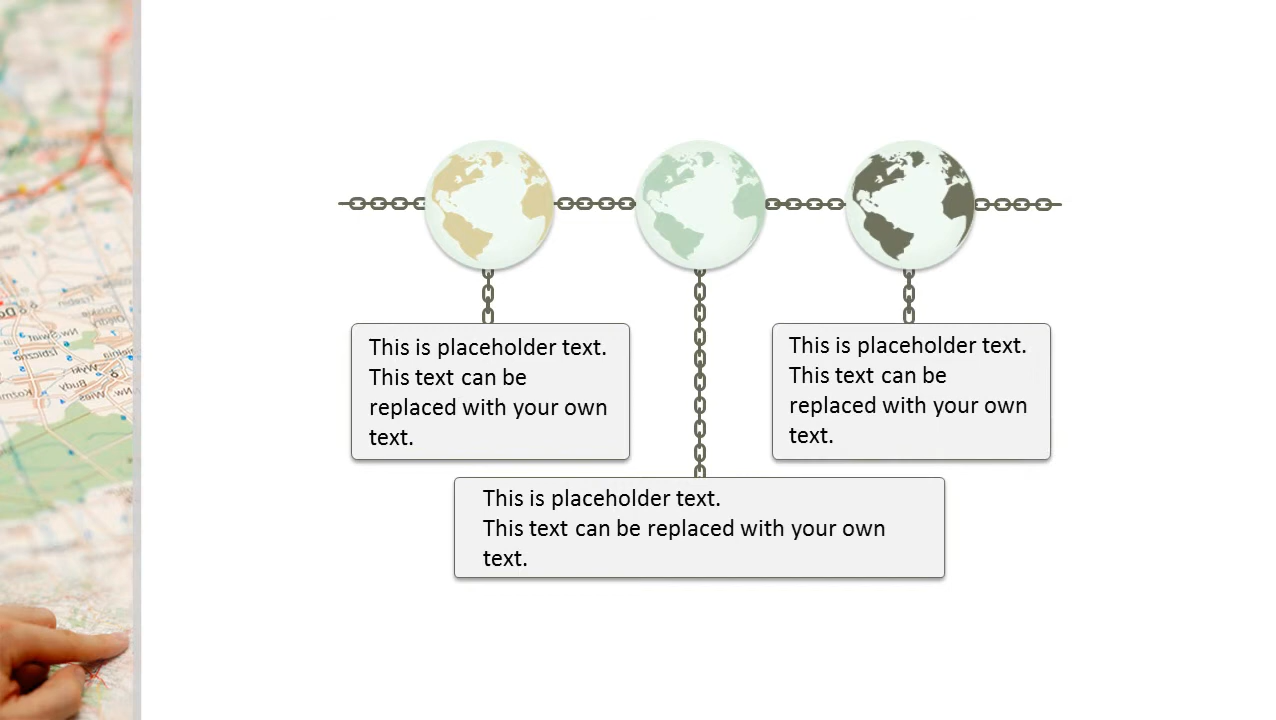 This is placeholder text.
This text can be
replaced with your own
text.
This is placeholder text.
This text can be
replaced with your own
text.
This is placeholder text.
This text can be replaced with your own
text.